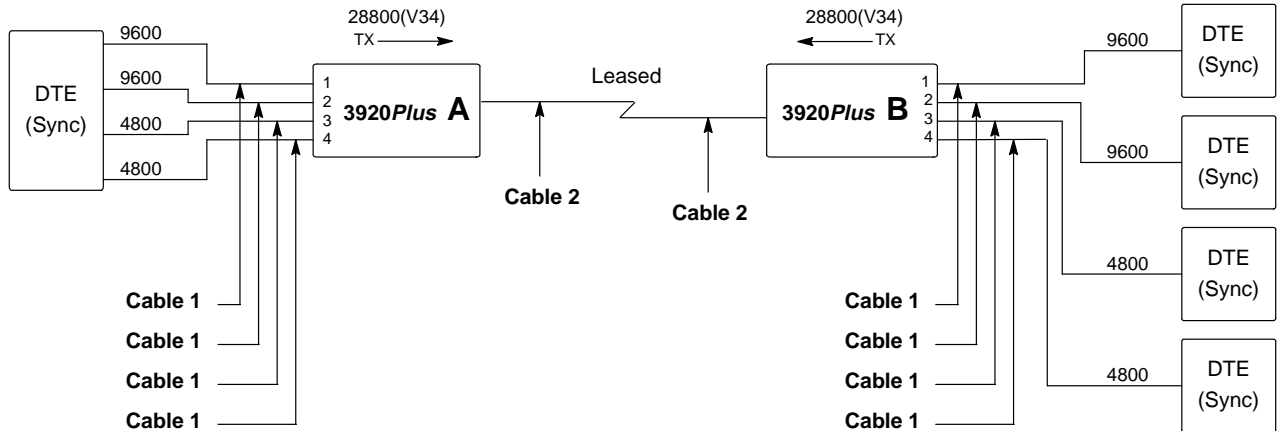 28800(V34)
TX
28800(V34)
TX
DTE
(Sync)
9600
9600
4800
4800
1
2
3
4
3920Plus A
Leased
Cable 2
Cable 2
3920Plus B
1
2
3
4
9600
9600
4800
4800
DTE
(Sync)
DTE
(Sync)
DTE
(Sync)
DTE
(Sync)
Cable 1
Cable 1
Cable 1
Cable 1
Cable 1
Cable 1
Cable 1
Cable 1